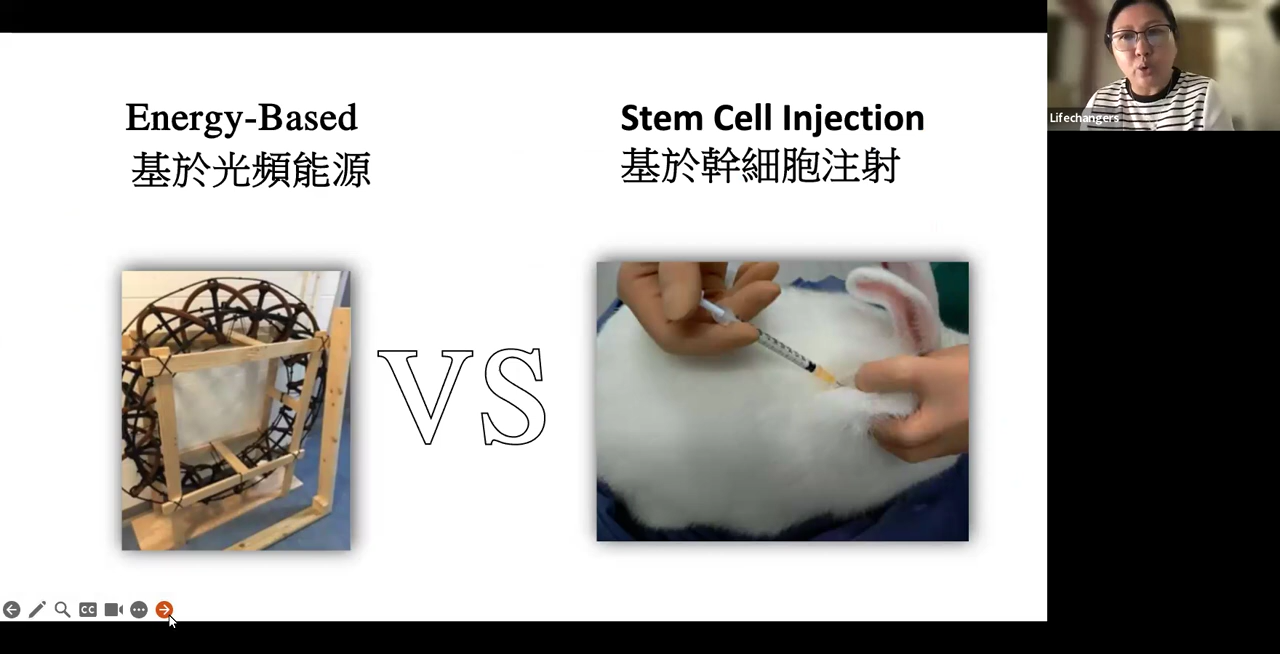 Energy-Based
基於光頻能源
Stem Cell Injection
基於幹細胞注射
VS
Lifechangers
CC